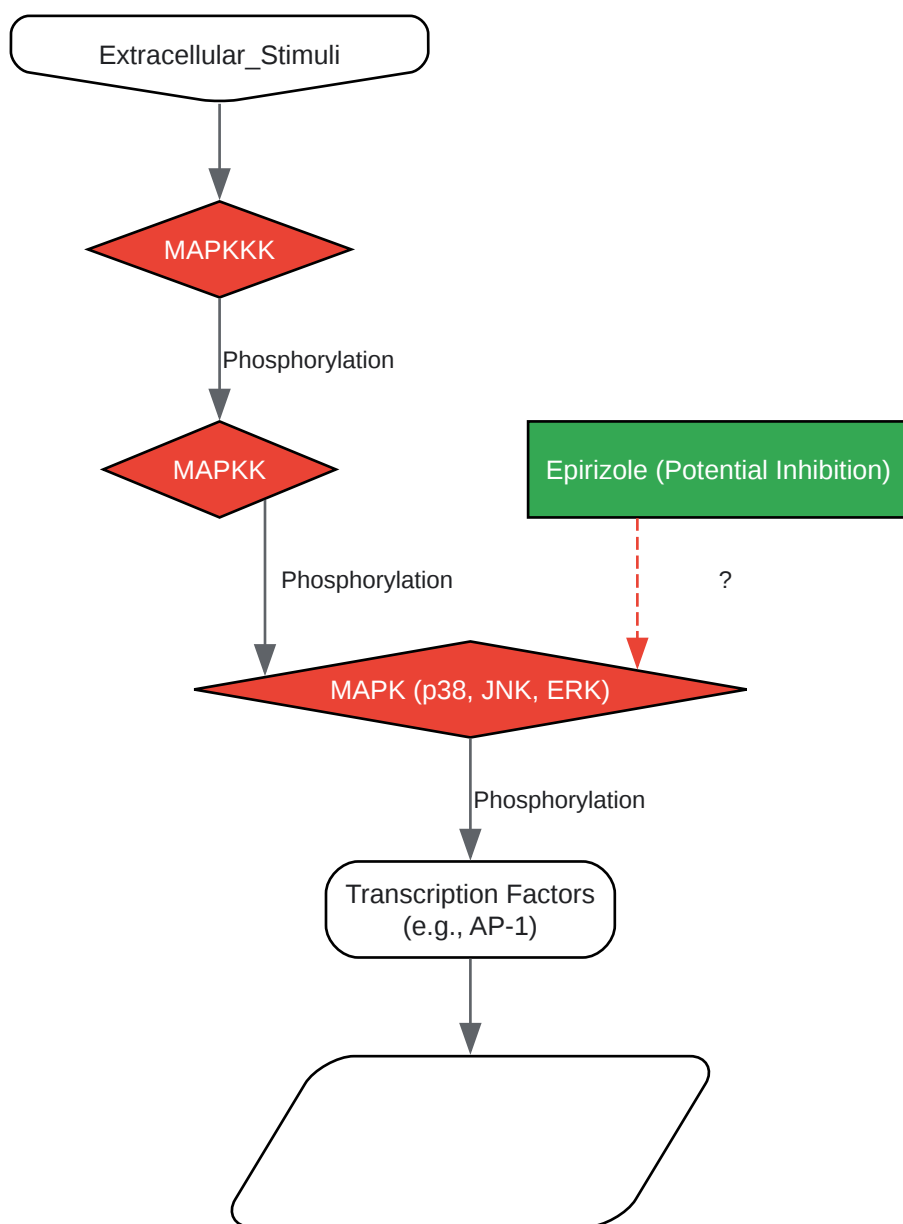 Extracellular_Stimuli
MAPKKK
Phosphorylation
MAPKK
Epirizole (Potential Inhibition)
Phosphorylation
?
MAPK (p38, JNK, ERK)
Phosphorylation
Transcription Factors
(e.g., AP-1)